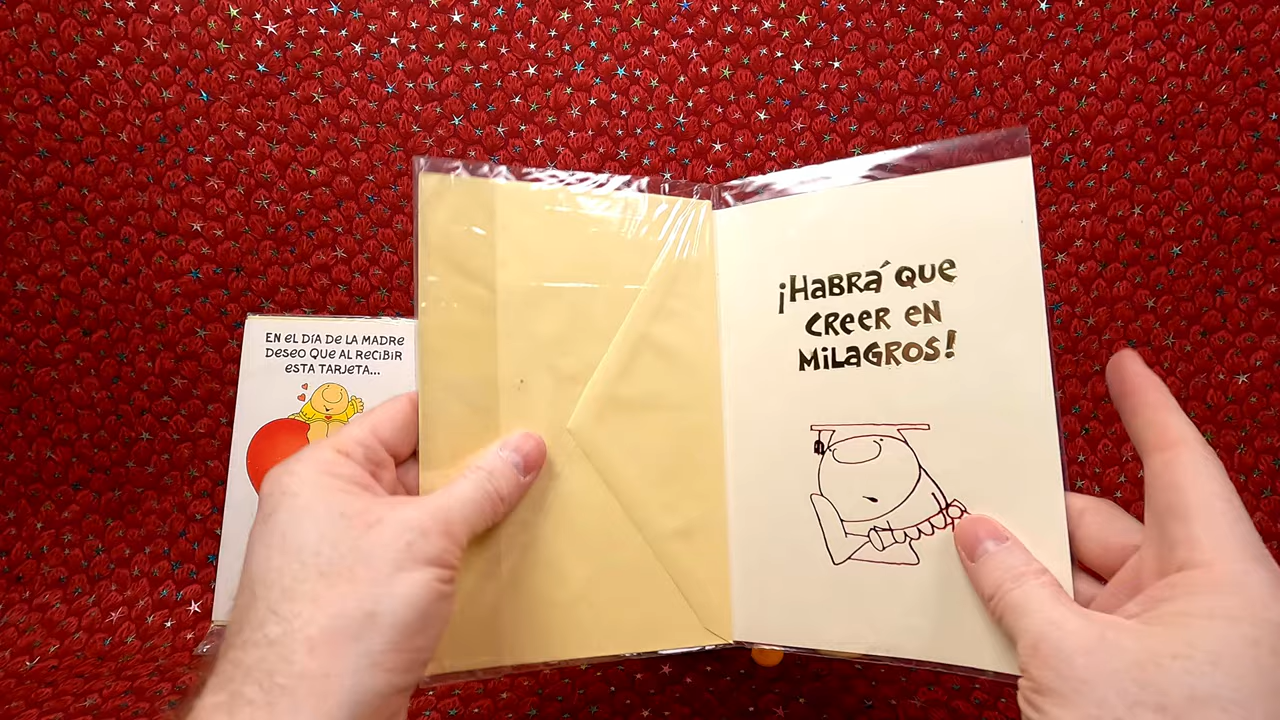 EN EL DÍA DE LA MADRE
DESEO QUE AL RECIBIR
ESTA TARJETA...
¡HABRÁ QUE
CREER EN
MILAGROS!